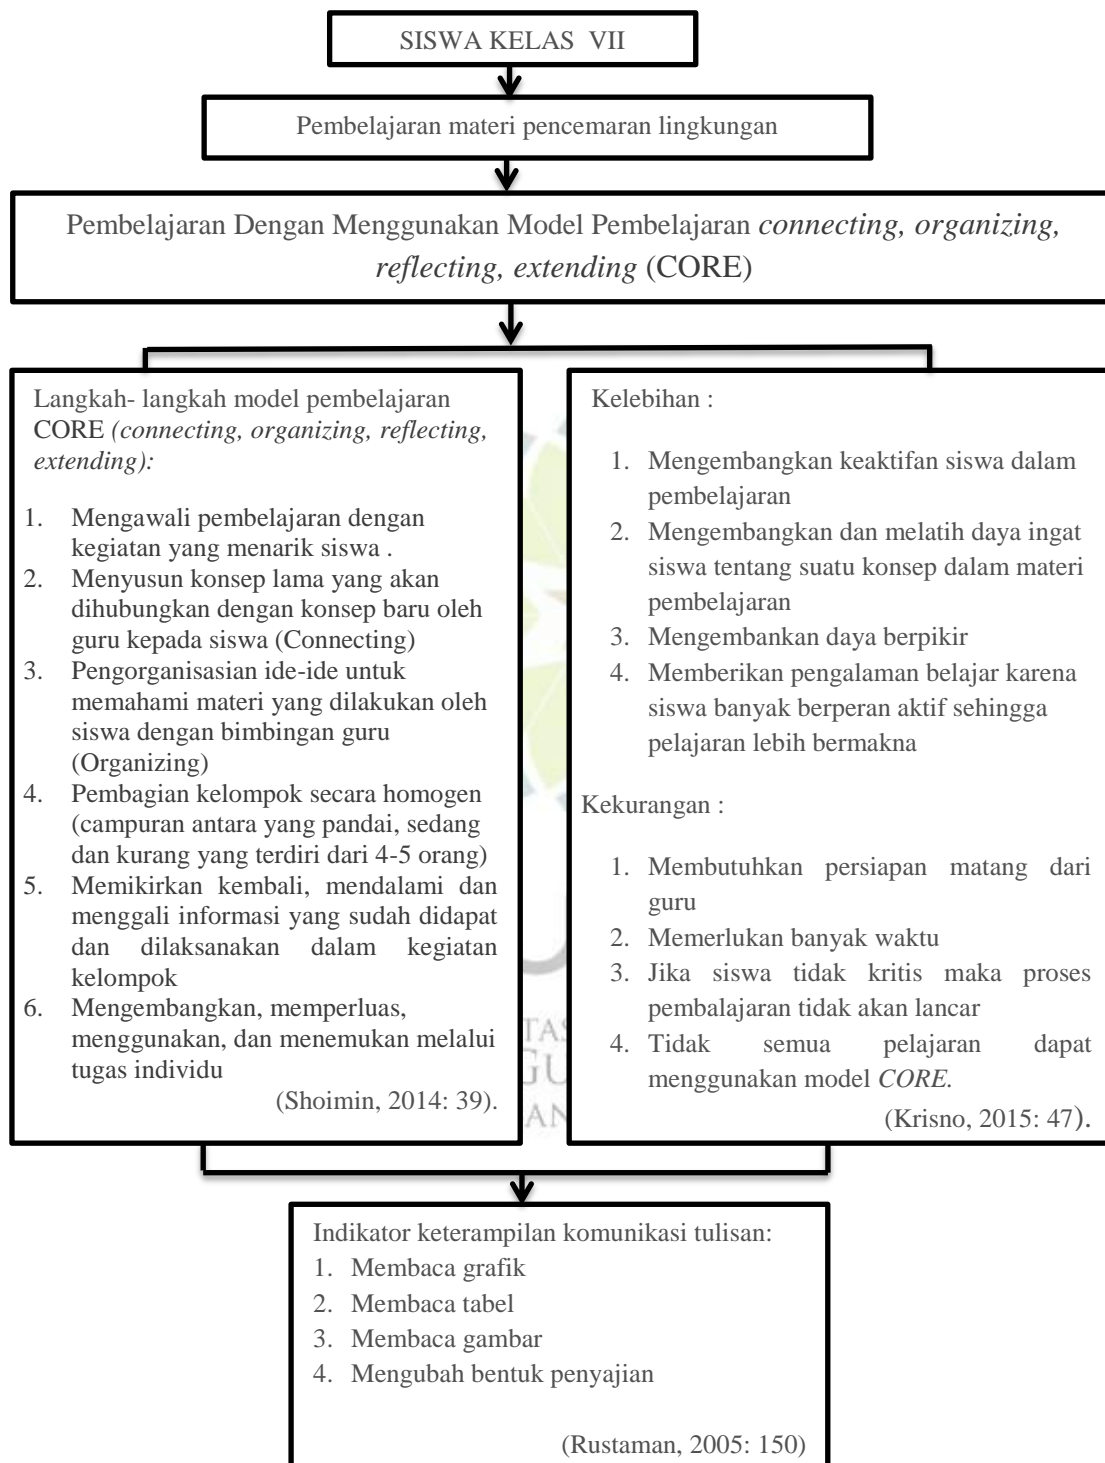 SISWA KELAS VII
Pembelajaran materi pencemaran lingkungan
Pembelajaran Dengan Menggunakan Model Pembelajaran connecting, organizing,
reflecting, extending (CORE)
Langkah- langkah model pembelajaran
CORE (connecting, organizing, reflecting,
extending):
1. Mengawali pembelajaran dengan
kegiatan yang menarik siswa .
2. Menyusun konsep lama yang akan
dihubungkan dengan konsep baru oleh
guru kepada siswa (Connecting)
3. Pengorganisasian ide-ide untuk
memahami materi yang dilakukan oleh
siswa dengan bimbingan guru
(Organizing)
4. Pembagian kelompok secara homogen
(campuran antara yang pandai, sedang
dan kurang yang terdiri dari 4-5 orang)
5. Memikirkan kembali, mendalami dan
menggali informasi yang sudah didapat
dan dilaksanakan dalam kegiatan
kelompok
6. Mengembangkan, memperluas,
menggunakan, dan menemukan melalui
tugas individu
(Shoimin, 2014: 39).
Kelebihan :
1. Mengembangkan keaktifan siswa dalam
pembelajaran
2. Mengembangkan dan melatih daya ingat
siswa tentang suatu konsep dalam materi
pembelajaran
3. Mengembankan daya berpikir
4. Memberikan pengalaman belajar karena
siswa banyak berperan aktif sehingga
pelajaran lebih bermakna
Kekurangan :
1. Membutuhkan persiapan matang dari
guru
2. Memerlukan banyak waktu
3. Jika siswa tidak kritis maka proses
pembalajaran tidak akan lancar
4. Tidak semua pelajaran dapat
menggunakan model CORE.
(Krisno, 2015: 47).
Indikator keterampilan komunikasi tulisan:
1. Membaca grafik
2. Membaca tabel
3. Membaca gambar
4. Mengubah bentuk penyajian
(Rustaman, 2005: 150)